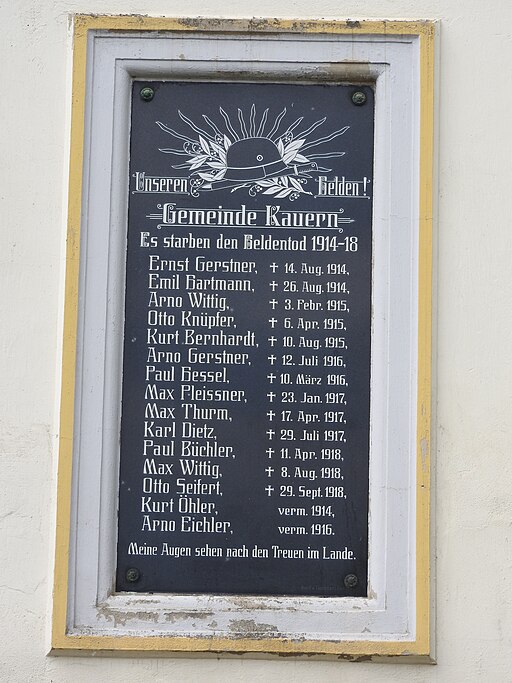 Unseren Helden!
Gemeinde Kauern
Es starben den Heldentod 1914-18
Ernst Gerstner, † 14. Aug. 1914,
Emil Hartmann, † 26. Aug. 1914,
Arno Wittig, † 3. Febr. 1915,
Otto Knüpfer, † 6. Apr. 1915,
Kurt Bernhardt, † 10. Aug. 1915,
Arno Gerstner, † 12. Juli 1916,
Paul Hessel, † 10. März 1916,
Max Pleissner, † 23. Jan. 1917,
Max Thurm, † 17. Apr. 1917,
Karl Dietz, † 29. Juli 1917,
Paul Büchler, † 11. Apr. 1918,
Max Wittig, † 8. Aug. 1918,
Otto Seifert, † 29. Sept. 1918,
Kurt Öhler, verm. 1914,
Arno Eichler, verm. 1916.
Meine Augen sehen nach den Treuen im Lande.